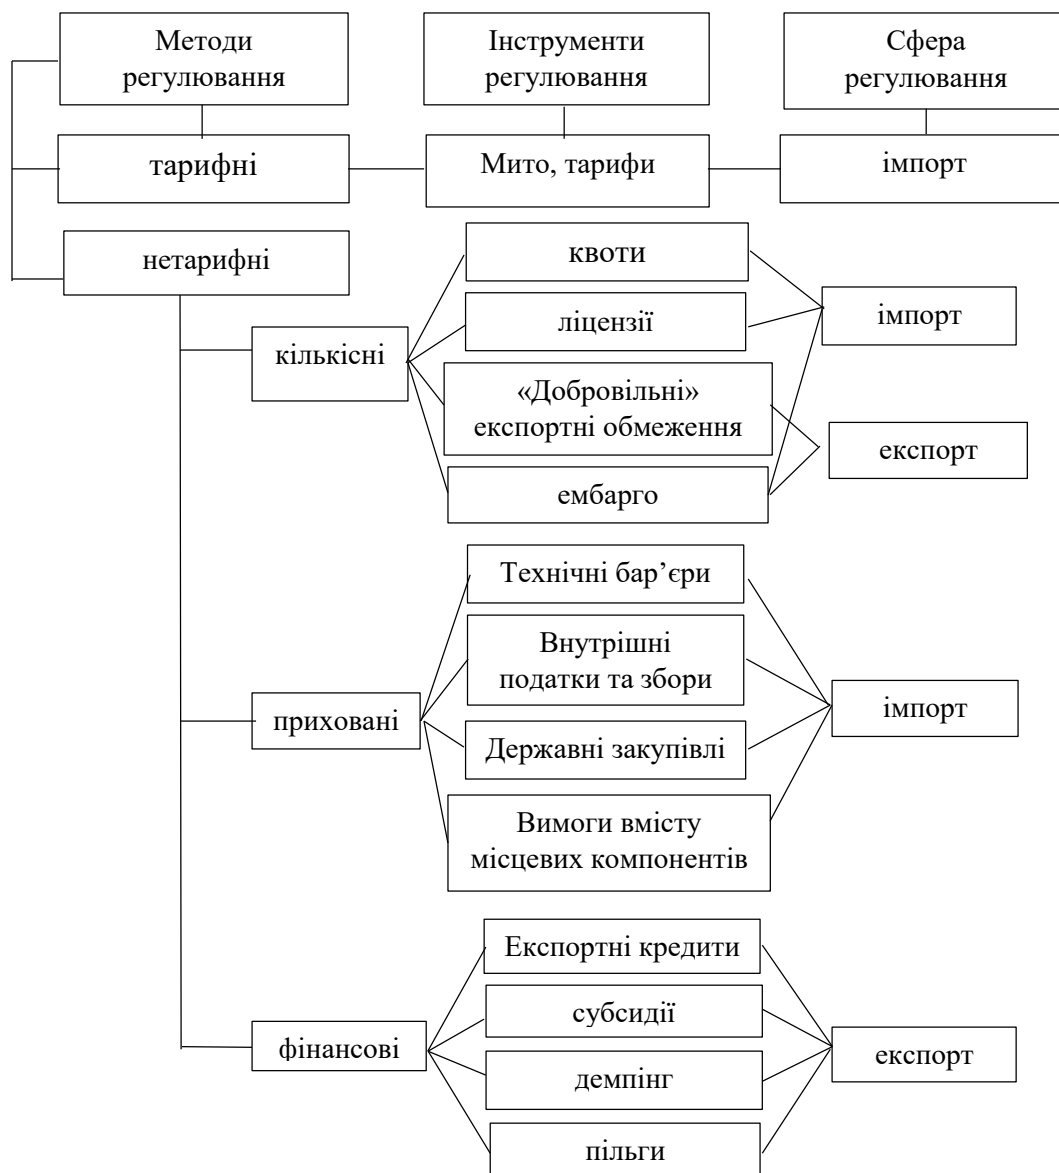 Методи
регулювання
Інструменти
регулювання
Сфера
регулювання
тарифні
Мито, тарифи
імпорт
нетарифні
квоти
ліцензії
імпорт
кількісні
«Добровільні»
експортні обмеження
експорт
ембарго
Технічні бар’єри
Внутрішні
податки та збори
імпорт
приховані
Державні закупівлі
Вимоги вмісту
місцевих компонентів
Експортні кредити
субсидії
фінансові
експорт
демпінг
пільги